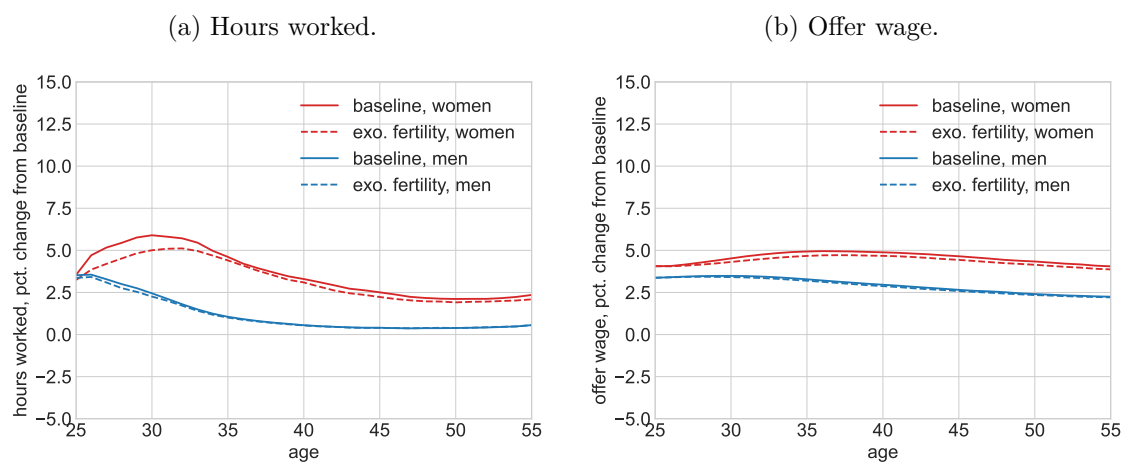 (a) Hours worked.
hours worked, pct. change from baseline
15.0
12.5
10.0
7.5
5.0
2.5
0.0
−2.5
−5.0
baseline, women
exo. fertility, women
baseline, men
exo. fertility, men
25 30 35 40 45 50 55
age
(b) Offer wage.
offer wage, pct. change from baseline
15.0
12.5
10.0
7.5
5.0
2.5
0.0
−2.5
−5.0
baseline, women
exo. fertility, women
baseline, men
exo. fertility, men
25 30 35 40 45 50 55
age